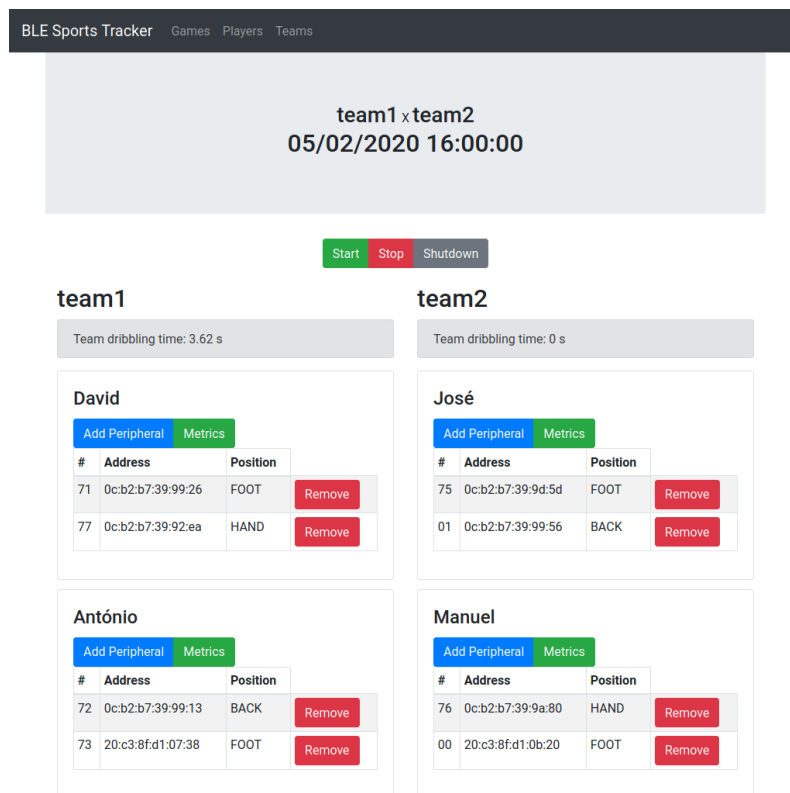 BLE Sports Tracker Games Players Teams
team1 x team2
05/02/2020 16:00:00
Start Stop Shutdown
team1
Team dribbling time: 3.62 s
David
Add Peripheral Metrics
# Address Position
71 0c:b2:b7:39:99:26 FOOT Remove
77 0c:b2:b7:39:92:ea HAND Remove
António
Add Peripheral Metrics
# Address Position
72 0c:b2:b7:39:99:13 BACK Remove
73 20:c3:8f:d1:07:38 FOOT Remove
team2
Team dribbling time: 0 s
José
Add Peripheral Metrics
# Address Position
75 0c:b2:b7:39:9d:5d FOOT Remove
01 0c:b2:b7:39:99:56 BACK Remove
Manuel
Add Peripheral Metrics
# Address Position
76 0c:b2:b7:39:9a:80 HAND Remove
00 20:c3:8f:d1:0b:20 FOOT Remove